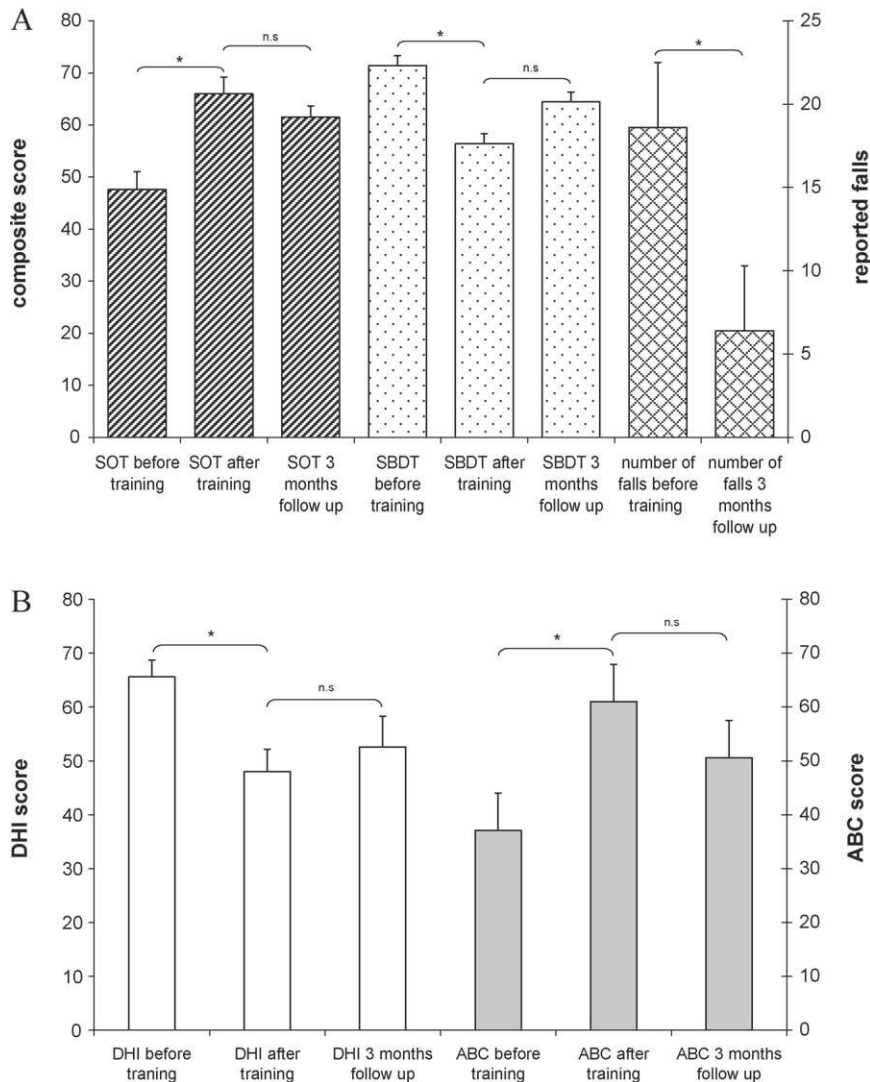 A
80
70
60
50
40
30
20
10
0
composite score
25
20
15
10
5
0
reported falls
*
n.s
*
n.s
*
SOT before
training
SOT after
training
SOT 3
months
follow up
SBDT
before
training
SBDT after
training
SBDT 3
months
follow up
number of
falls before
training
number of
falls 3
months
follow up
B
80
70
60
50
40
30
20
10
0
DHI score
80
70
60
50
40
30
20
10
0
ABC score
*
n.s
*
n.s
DHI before
traning
DHI after
training
DHI 3 months
follow up
ABC before
training
ABC after
training
ABC 3 months
follow up